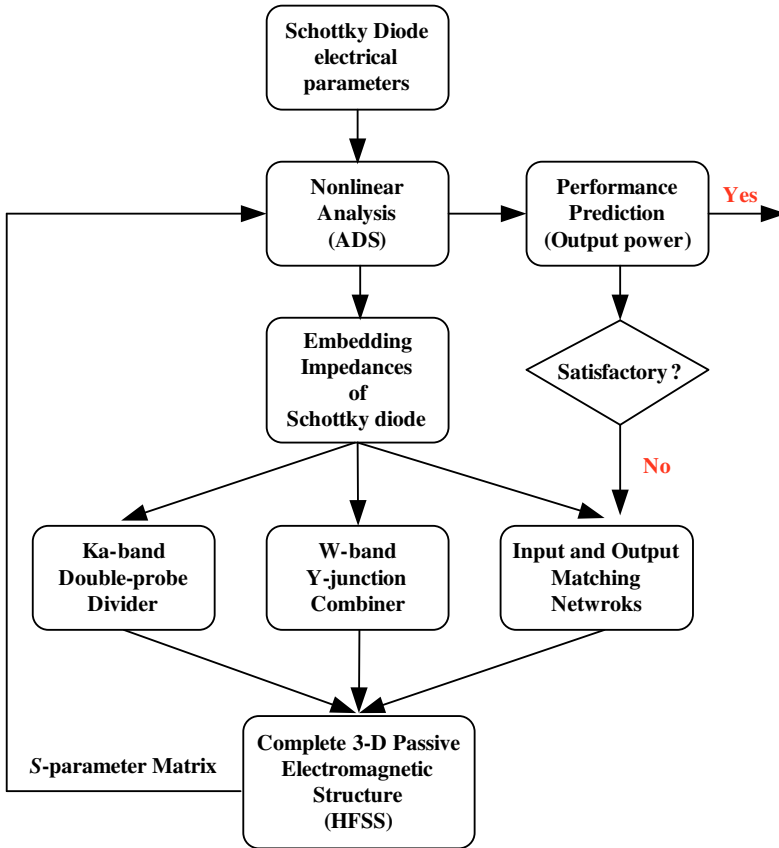 Schottky Diode
electrical
parameters
Nonlinear
Analysis
(ADS)
Performance
Prediction
(Output power)
Yes
Embedding
Impedances
of
Schottky diode
Satisfactory ?
No
Ka-band
Double-probe
Divider
W-band
Y-junction
Combiner
Input and Output
Matching
Netwroks
S-parameter Matrix
Complete 3-D Passive
Electromagnetic
Structure
(HFSS)